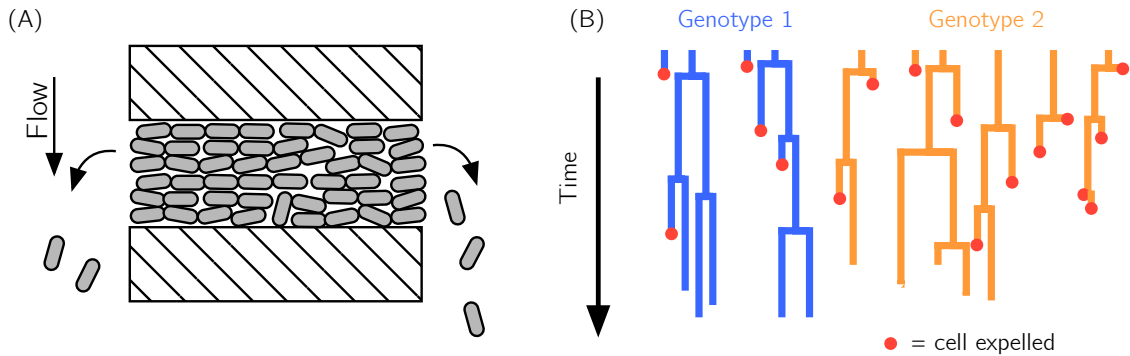 (A)
Flow
(B)
Genotype 1
Genotype 2
Time
= cell expelled